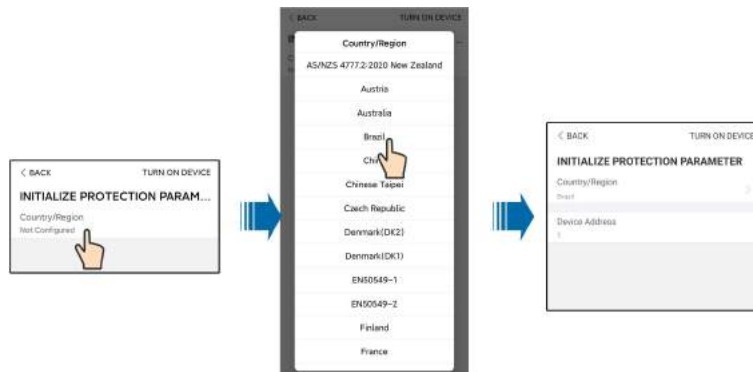 < BACK TURN ON DEVICE
INITIALIZE PROTECTION PARAM...
Country/Region
Not Configured
< BACK TURN ON DEVICE
Country/Region
AS/NZS 4777.2:2020 New Zealand
Austria
Australia
Brazil
Chi
Chinese Taipei
Czech Republic
Denmark(DK2)
Denmark(DK1)
EN50549-1
EN50549-2
Finland
France
< BACK TURN ON DEVICE
INITIALIZE PROTECTION PARAMETER
Country/Region
Brazil
Device Address